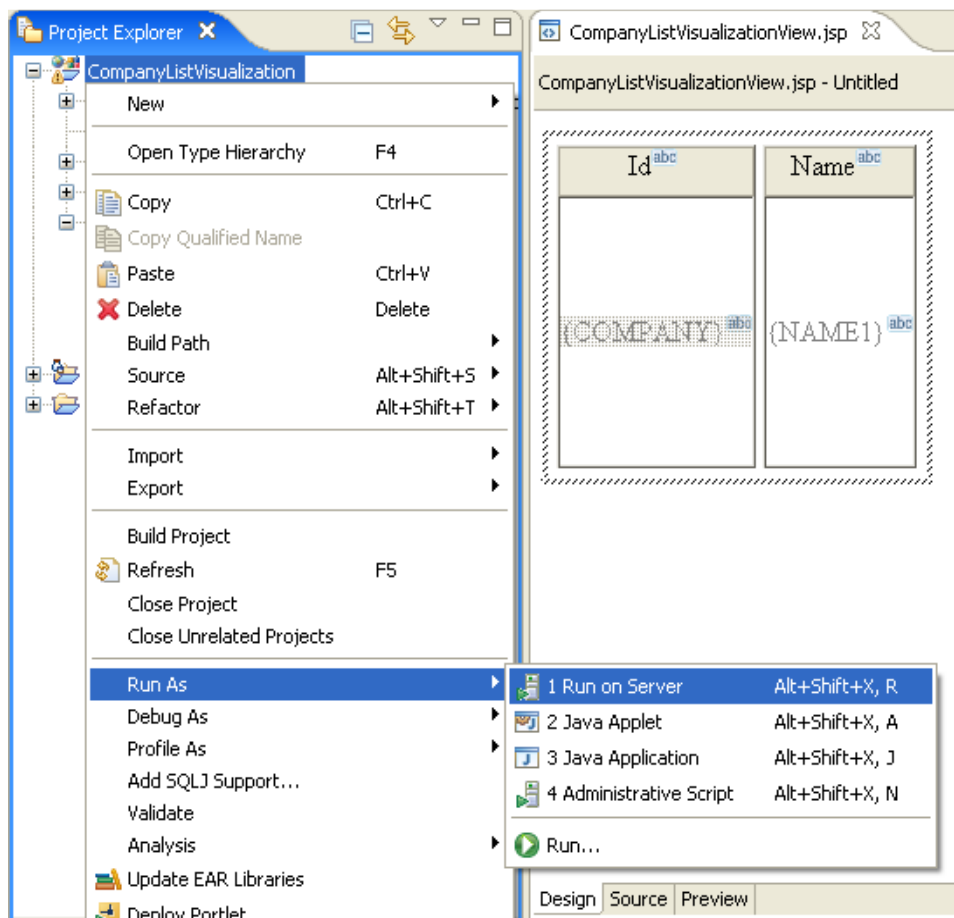 Project Explorer
CompanyListVisualizationView.jsp
CompanyListVisualization
CompanyListVisualizationView.jsp - Untitled
New
Open Type Hierarchy F4
Copy Ctrl+C
Copy Qualified Name
Paste Ctrl+V
Delete Delete
Build Path
Source Alt+Shift+S
Refactor Alt+Shift+T
Import
Export
Build Project
Refresh F5
Close Project
Close Unrelated Projects
Run As
Debug As
Profile As
Add SQLJ Support...
Validate
Analysis
Update EAR Libraries
Deploy Portlet
Id abc Name abc
{COMPANY} abc {NAME1} abc
1 Run on Server Alt+Shift+X, R
2 Java Applet Alt+Shift+X, A
3 Java Application Alt+Shift+X, J
4 Administrative Script Alt+Shift+X, N
Run...
Design Source Preview